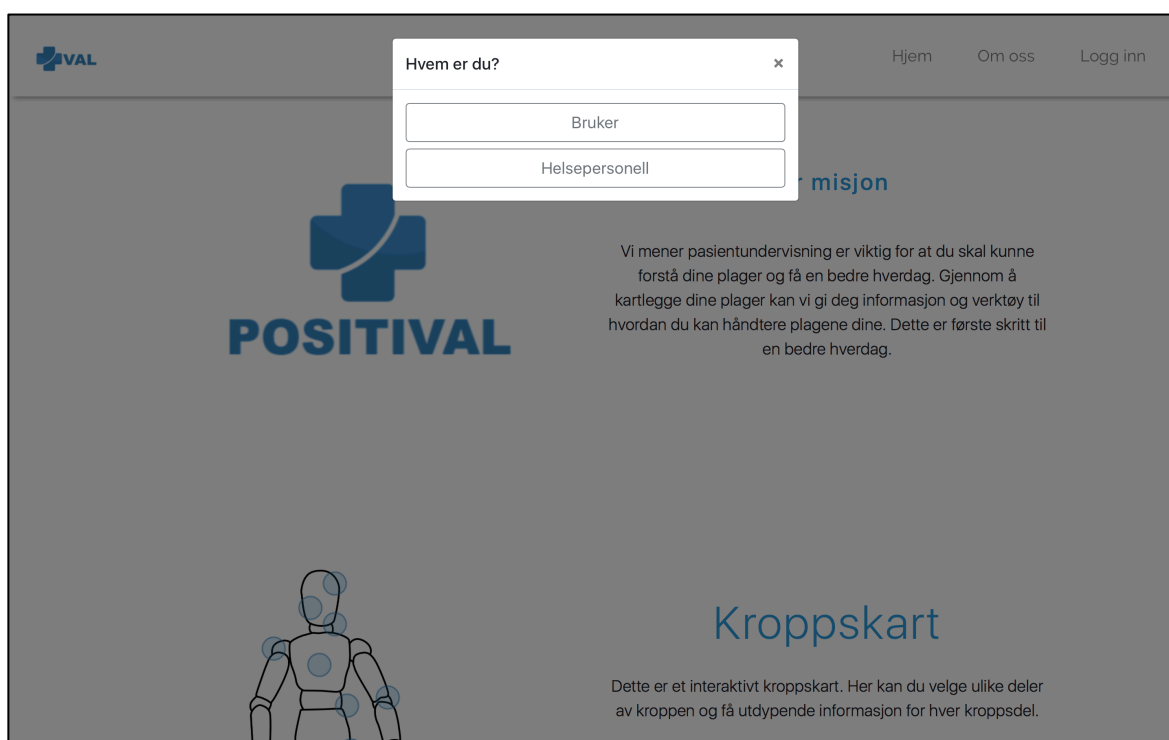 VAL
Hjem Om oss Logg inn
Hvem er du? ×
Bruker
Helsepersonell
misjon
POSITIVAL
Vi mener pasientundervisning er viktig for at du skal kunne
forstå dine plager og få en bedre hverdag. Gjennom å
kartlegge dine plager kan vi gi deg informasjon og verktøy til
hvordan du kan håndtere plagene dine. Dette er første skritt til
en bedre hverdag.
Kroppskart
Dette er et interaktivt kroppskart. Her kan du velge ulike deler
av kroppen og få utdypende informasjon for hver kroppsdel.